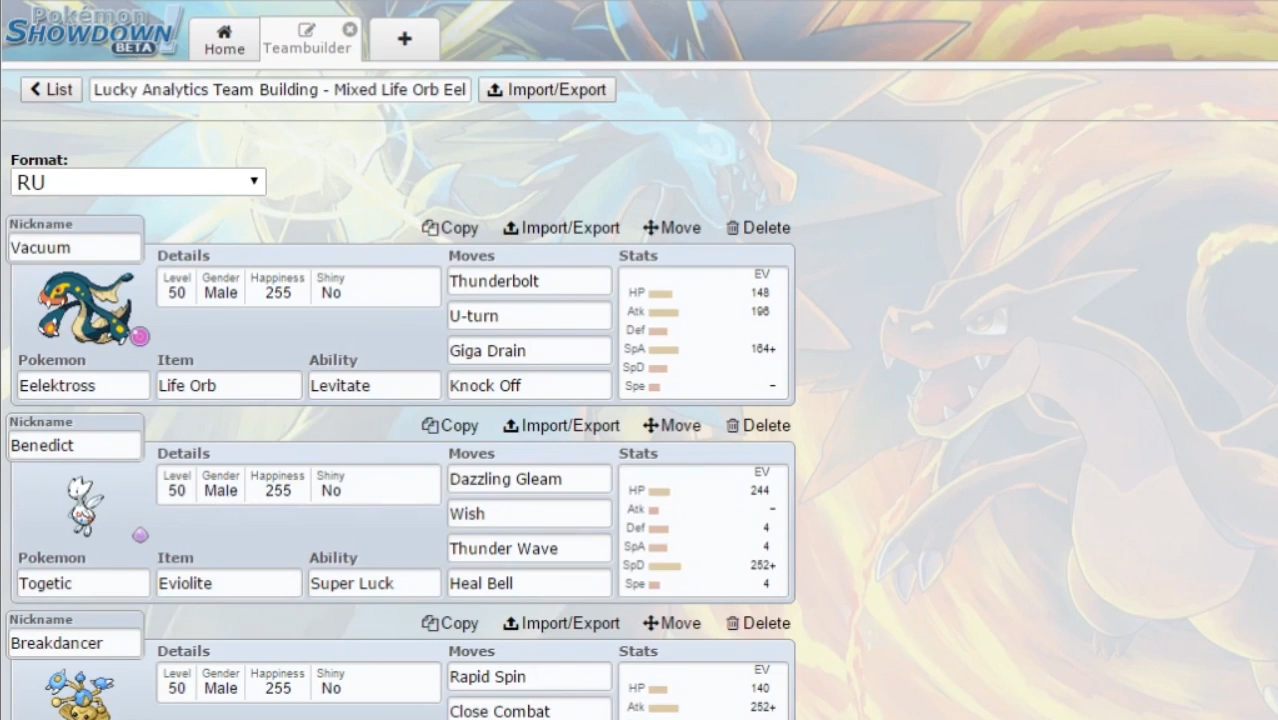 Pokémon
SHOWDOWN!
BETA
Home
Teambuilder
+
List
Lucky Analytics Team Building - Mixed Life Orb Eel
Import/Export
Format:
RU
Nickname
Vacuum
Copy Import/Export Move Delete
Details
Level Gender Happiness Shiny
50 Male 255 No
Pokemon Item Ability
Eelektross Life Orb Levitate
Moves
Thunderbolt
U-turn
Giga Drain
Knock Off
Stats
EV
HP 148
Atk 196
Def
SpA 164+
SpD
Spe -
Nickname
Benedict
Copy Import/Export Move Delete
Details
Level Gender Happiness Shiny
50 Male 255 No
Pokemon Item Ability
Togetic Eviolite Super Luck
Moves
Dazzling Gleam
Wish
Thunder Wave
Heal Bell
Stats
EV
HP 244
Atk -
Def 4
SpA 4
SpD 252+
Spe 4
Nickname
Breakdancer
Copy Import/Export Move Delete
Details
Level Gender Happiness Shiny
50 Male 255 No
Moves
Rapid Spin
Close Combat
Stats
EV
HP 140
Atk 252+